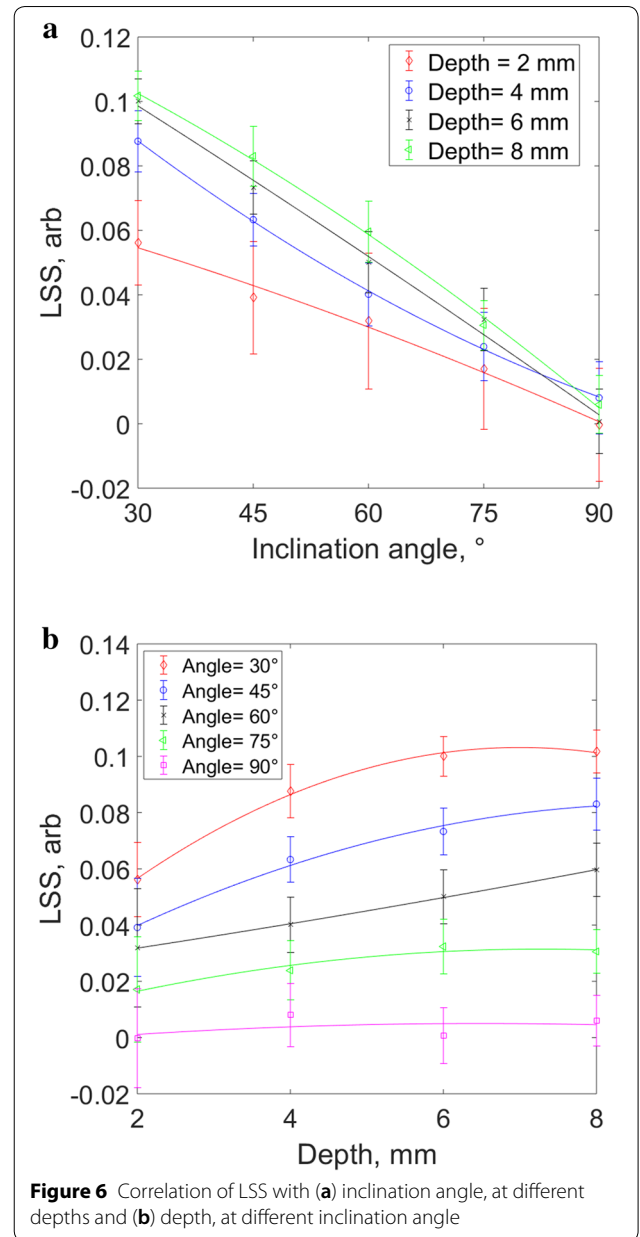 a
0.12
0.1
0.08
0.06
0.04
0.02
0
-0.02
LSS, arb
Depth = 2 mm
Depth= 4 mm
Depth= 6 mm
Depth= 8 mm
30
45
60
75
90
Inclination angle, °
b
0.14
0.12
0.1
0.08
0.06
0.04
0.02
0
-0.02
LSS, arb
Angle= 30°
Angle= 45°
Angle= 60°
Angle= 75°
Angle= 90°
2
4
6
8
Depth, mm
Figure 6 Correlation of LSS with (a) inclination angle, at different
depths and (b) depth, at different inclination angle